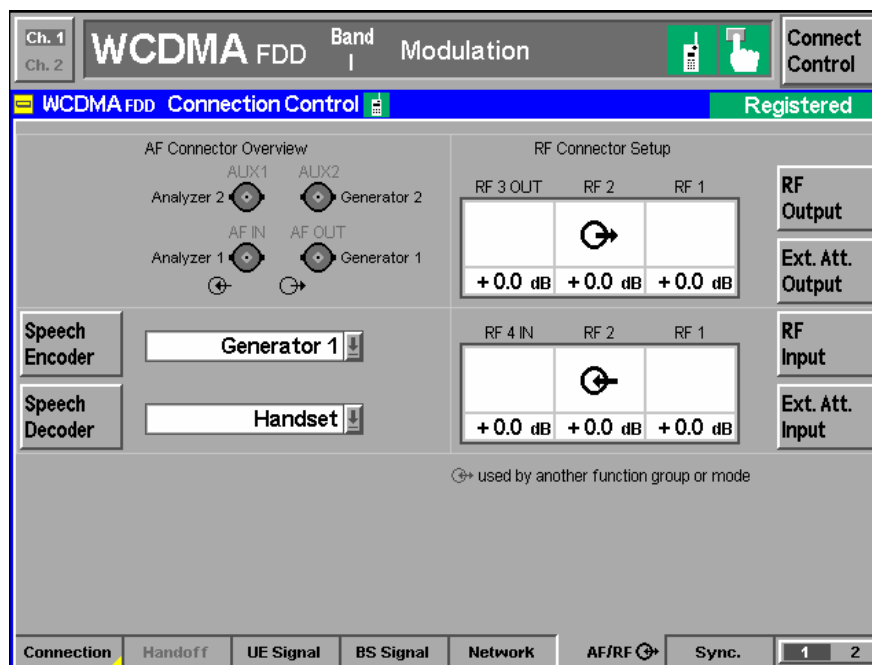 Ch. 1
Ch. 2
WCDMA FDD Band I Modulation
Connect Control
WCDMA FDD Connection Control
Registered
AF Connector Overview
AUX1 AUX2
Analyzer 2 Generator 2
AF IN AF OUT
Analyzer 1 Generator 1
RF Connector Setup
RF 3 OUT RF 2 RF 1
+0.0 dB +0.0 dB +0.0 dB
RF Output
Ext. Att. Output
Speech Encoder
Generator 1
Speech Decoder
Handset
RF 4 IN RF 2 RF 1
+0.0 dB +0.0 dB +0.0 dB
RF Input
Ext. Att. Input
used by another function group or mode
Connection Handoff UE Signal BS Signal Network AF/RF Sync. 1 2